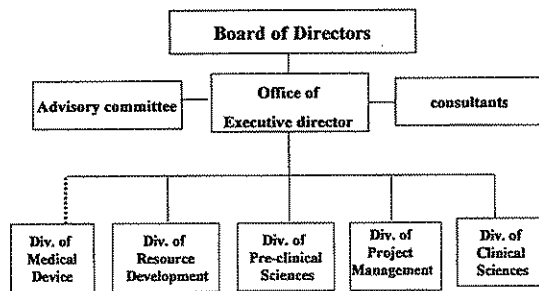 Board of Directors
Advisory committee
Office of
Executive director
consultants
Div. of
Medical
Device
Div. of
Resource
Development
Div. of
Pre-clinical
Sciences
Div. of
Project
Management
Div. of
Clinical
Sciences